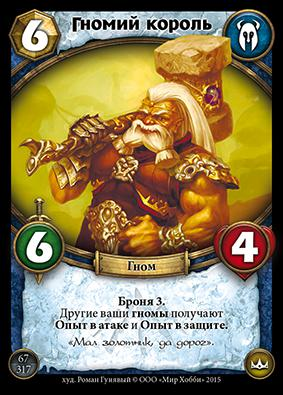 6
Гномий король
6
4
Гном
Броня 3.
Другие ваши гномы получают
Опыт в атаке и Опыт в защите.
«Мал золотник, да дорог».
67
317
худ. Роман Гунявый © ООО «Мир Хобби» 2015